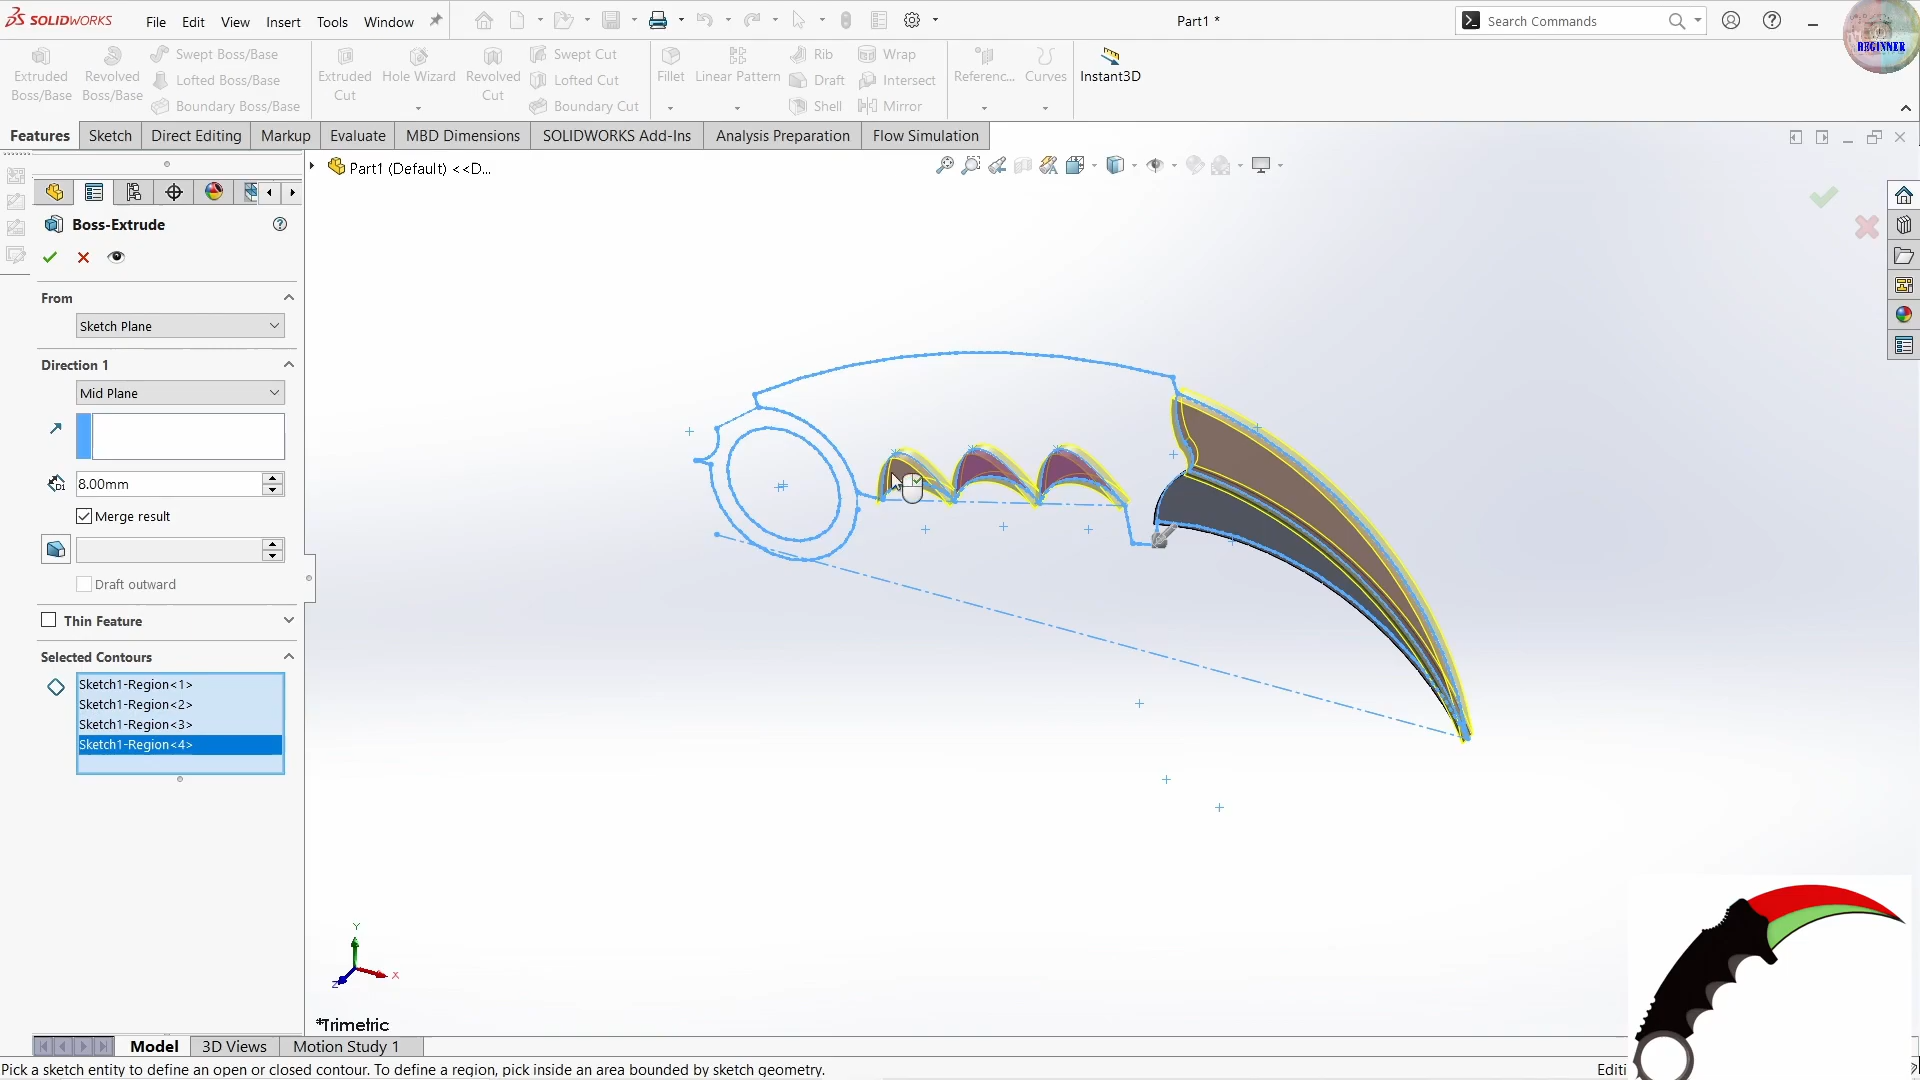 SOLIDWORKS File Edit View Insert Tools Window Part1 * Search Commands
BEGINNER
Extruded Boss/Base
Revolved Boss/Base
Swept Boss/Base
Lofted Boss/Base
Boundary Boss/Base
Extruded Cut
Hole Wizard
Revolved Cut
Swept Cut
Lofted Cut
Boundary Cut
Fillet
Linear Pattern
Rib
Draft
Shell
Wrap
Intersect
Mirror
Referenc...
Curves
Instant3D
Features Sketch Direct Editing Markup Evaluate MBD Dimensions SOLIDWORKS Add-Ins Analysis Preparation Flow Simulation
Part1 (Default) <<D...
Boss-Extrude
From
Sketch Plane
Direction 1
Mid Plane
D1
8.00mm
Merge result
Draft outward
Thin Feature
Selected Contours
Sketch1-Region<1>
Sketch1-Region<2>
Sketch1-Region<3>
Sketch1-Region<4>
Y
X
Z
*Trimetric
Model 3D Views Motion Study 1
Pick a sketch entity to define an open or closed contour. To define a region, pick inside an area bounded by sketch geometry. Editi